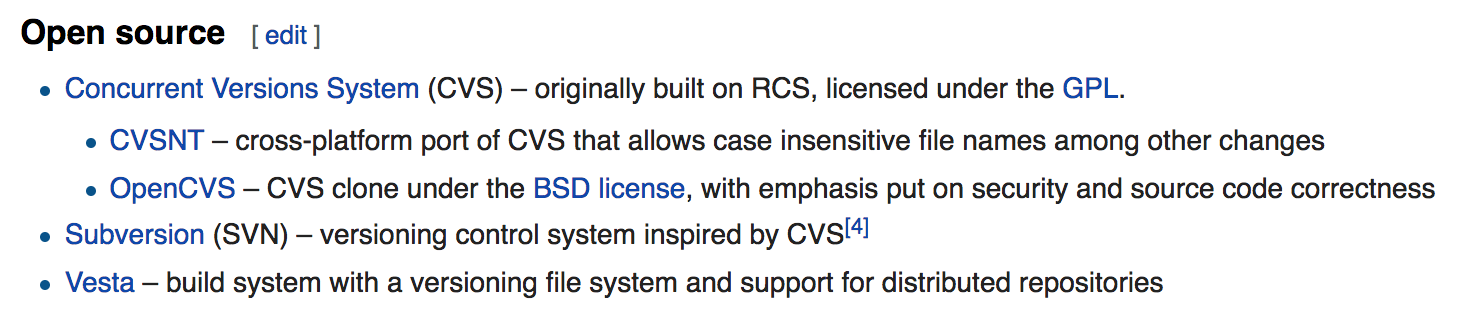 Open source [ edit ]
• Concurrent Versions System (CVS) – originally built on RCS, licensed under the GPL.
• CVSNT – cross-platform port of CVS that allows case insensitive file names among other changes
• OpenCVS – CVS clone under the BSD license, with emphasis put on security and source code correctness
• Subversion (SVN) – versioning control system inspired by CVS[4]
• Vesta – build system with a versioning file system and support for distributed repositories